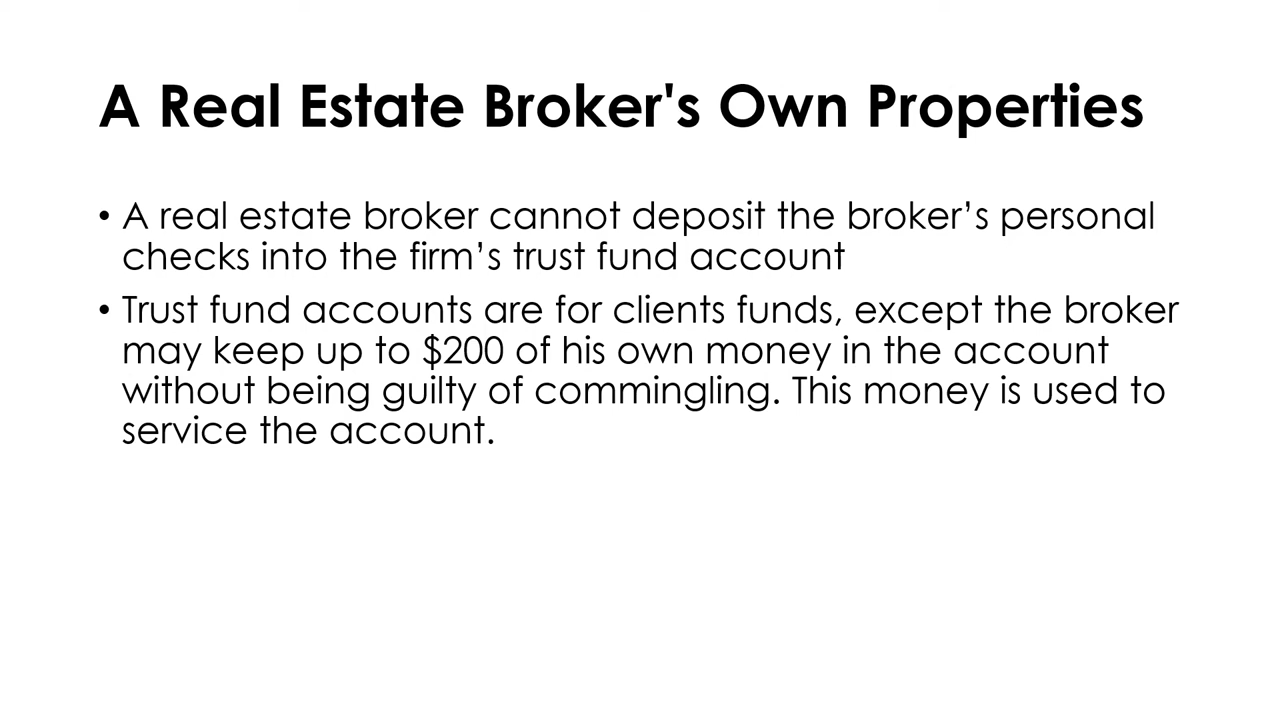 A Real Estate Broker's Own Properties
• A real estate broker cannot deposit the broker’s personal
checks into the firm’s trust fund account
• Trust fund accounts are for clients funds, except the broker
may keep up to $200 of his own money in the account
without being guilty of commingling. This money is used to
service the account.